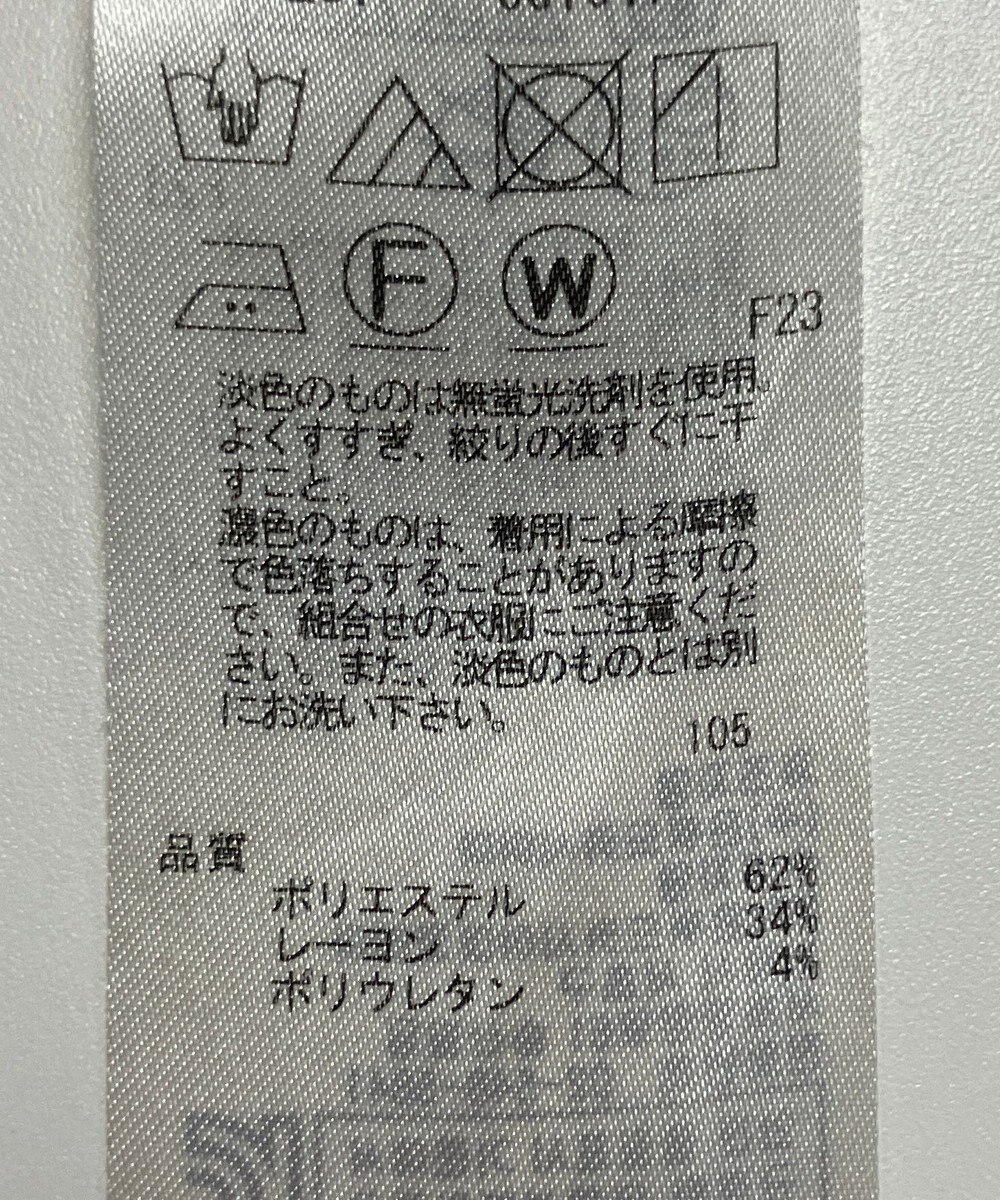 F
W
F23
淡色のものは無蛍光洗剤を使用。
よくすすぎ、絞りの後すぐに干
すこと。
濃色のものは、着用による摩擦
で色落ちすることがありますの
で、組合せの衣服にご注意くだ
さい。また、淡色のものとは別
にお洗い下さい。
105
品質
ポリエステル 62%
レーヨン 34%
ポリウレタン 4%